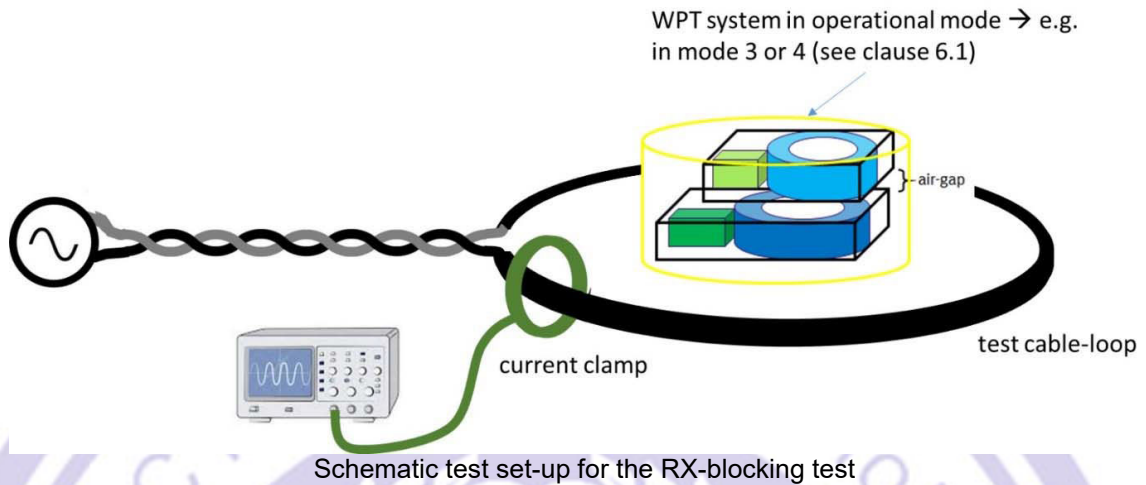 WPT system in operational mode → e.g.
in mode 3 or 4 (see clause 6.1)
air-gap
current clamp
test cable-loop
Schematic test set-up for the RX-blocking test